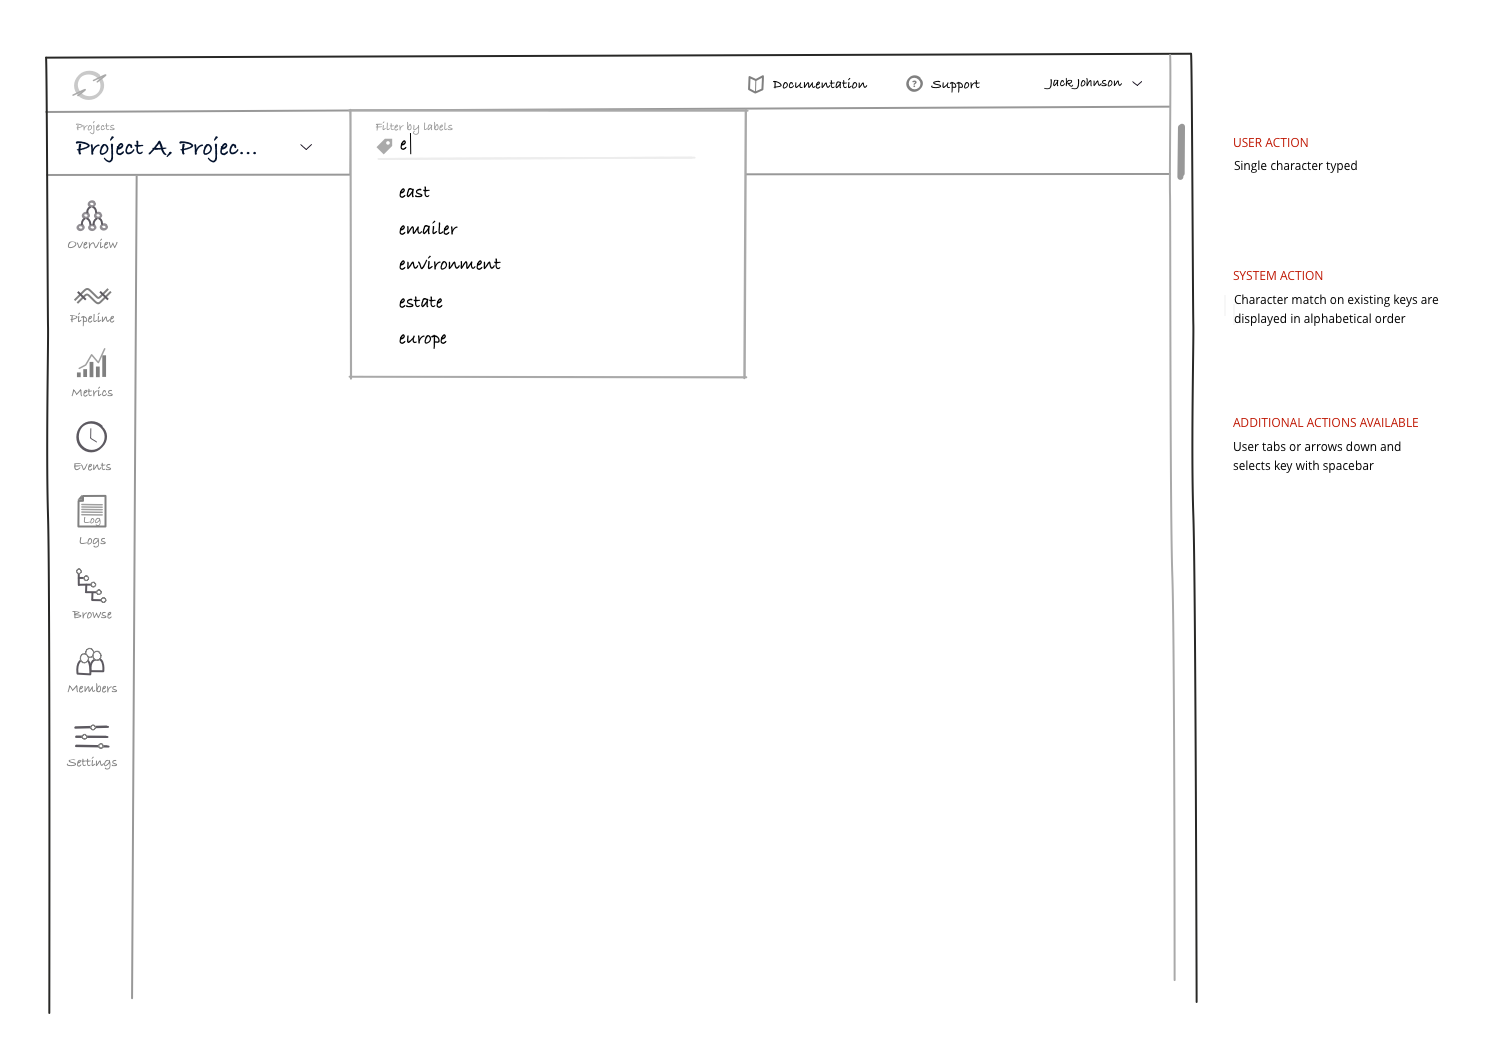 Documentation
Support
Jack Johnson
Projects
Project A, Projec...
Filter by labels
e
east
emailer
environment
estate
europe
Overview
Pipeline
Metrics
Events
Log
Logs
Browse
Members
Settings
USER ACTION
Single character typed
SYSTEM ACTION
Character match on existing keys are
displayed in alphabetical order
ADDITIONAL ACTIONS AVAILABLE
User tabs or arrows down and
selects key with spacebar